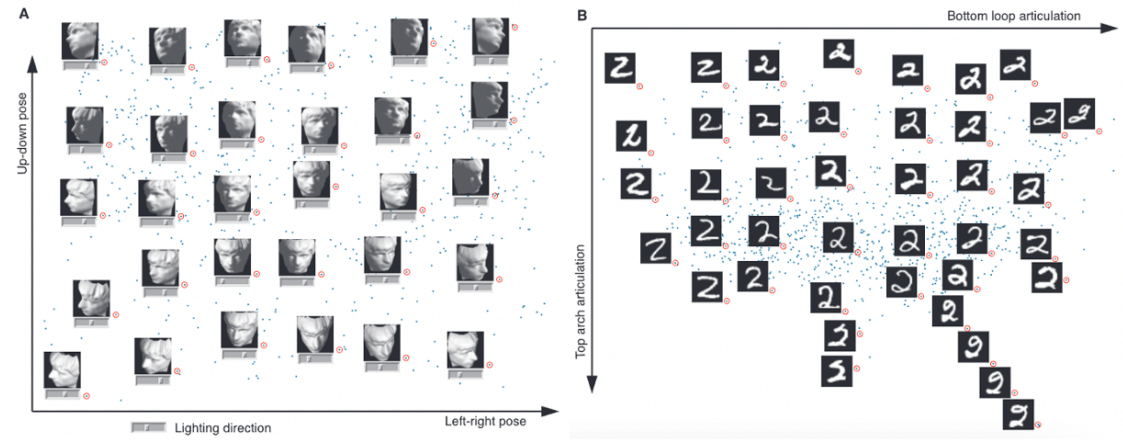 A
Up-down pose
Left-right pose
Lighting direction
B
Bottom loop articulation
Top arch articulation